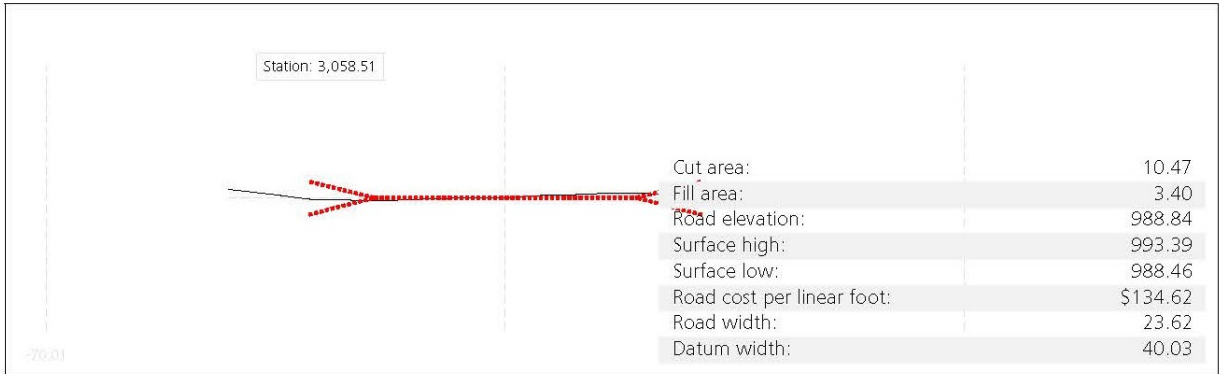 Station: 3,058.51
Cut area: 10.47
Fill area: 3.40
Road elevation: 988.84
Surface high: 993.39
Surface low: 988.46
Road cost per linear foot: $134.62
Road width: 23.62
Datum width: 40.03
-70.01